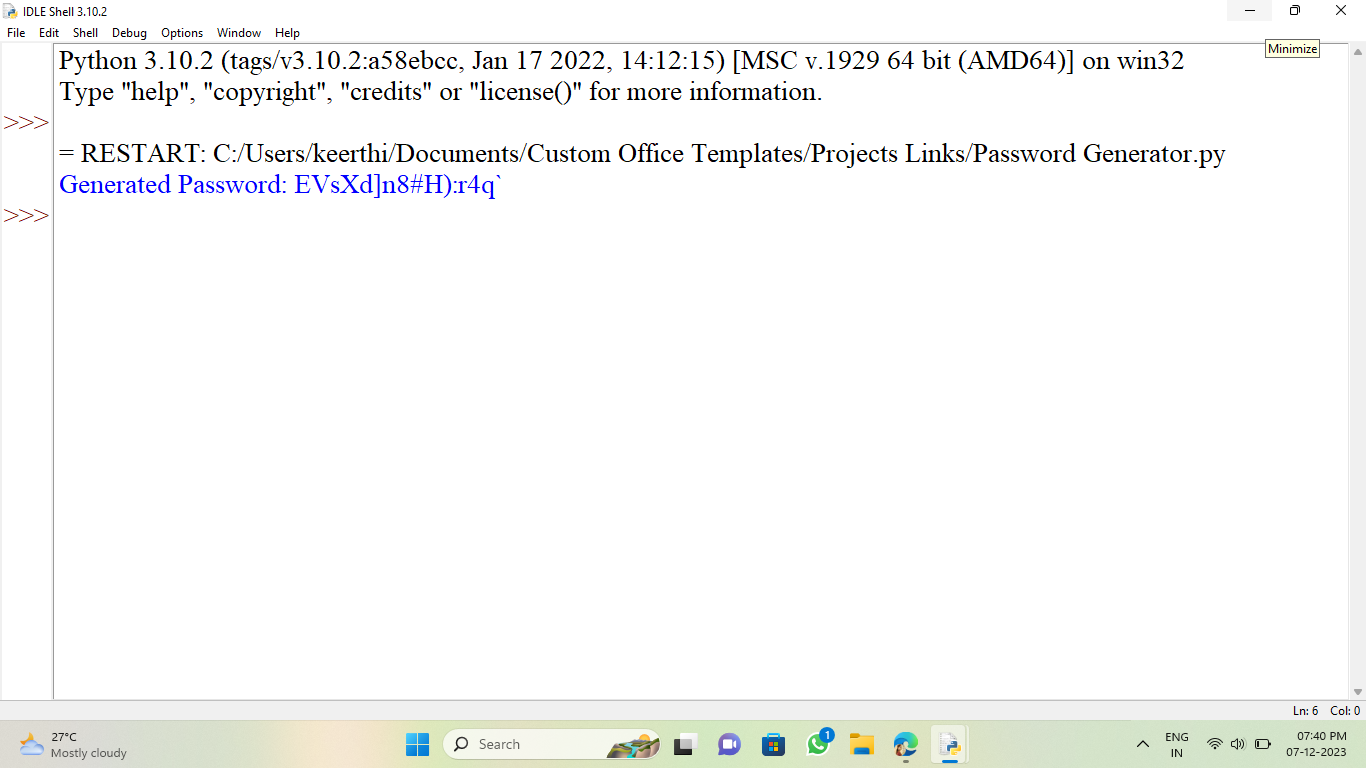 IDLE Shell 3.10.2
File Edit Shell Debug Options Window Help
Minimize
Python 3.10.2 (tags/v3.10.2:a58ebcc, Jan 17 2022, 14:12:15) [MSC v.1929 64 bit (AMD64)] on win32
Type "help", "copyright", "credits" or "license()" for more information.
>>>
= RESTART: C:/Users/keerthi/Documents/Custom Office Templates/Projects Links/Password Generator.py
Generated Password: EVsXd]n8#H):r4q`
>>>
Ln: 6 Col: 0
27°C
Mostly cloudy
Search
1
ENG
IN
07:40 PM
07-12-2023